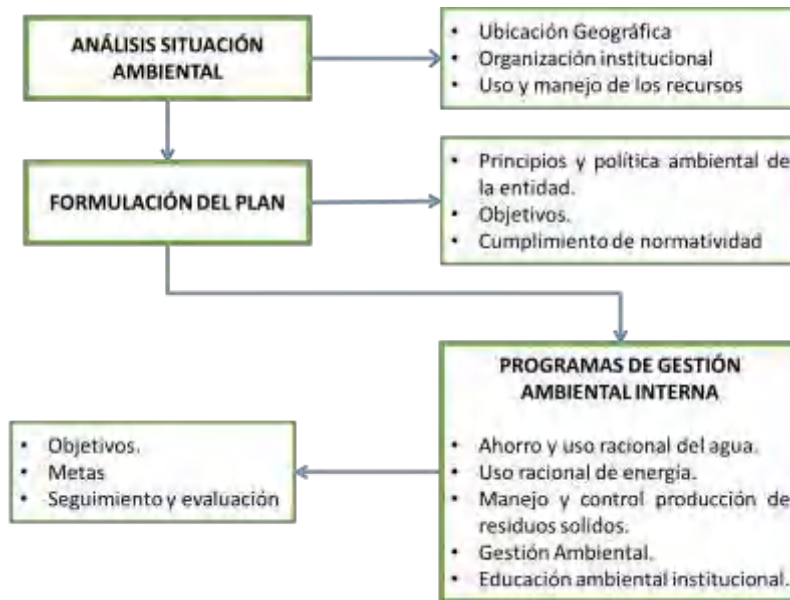 ANÁLISIS SITUACIÓN
AMBIENTAL
• Ubicación Geográfica
• Organización institucional
• Uso y manejo de los recursos
FORMULACIÓN DEL PLAN
• Principios y política ambiental de
la entidad.
• Objetivos.
• Cumplimiento de normatividad
PROGRAMAS DE GESTIÓN
AMBIENTAL INTERNA
• Ahorro y uso racional del agua.
• Uso racional de energía.
• Manejo y control producción de
residuos solidos.
• Gestión Ambiental.
• Educación ambiental institucional.
• Objetivos.
• Metas
• Seguimiento y evaluación